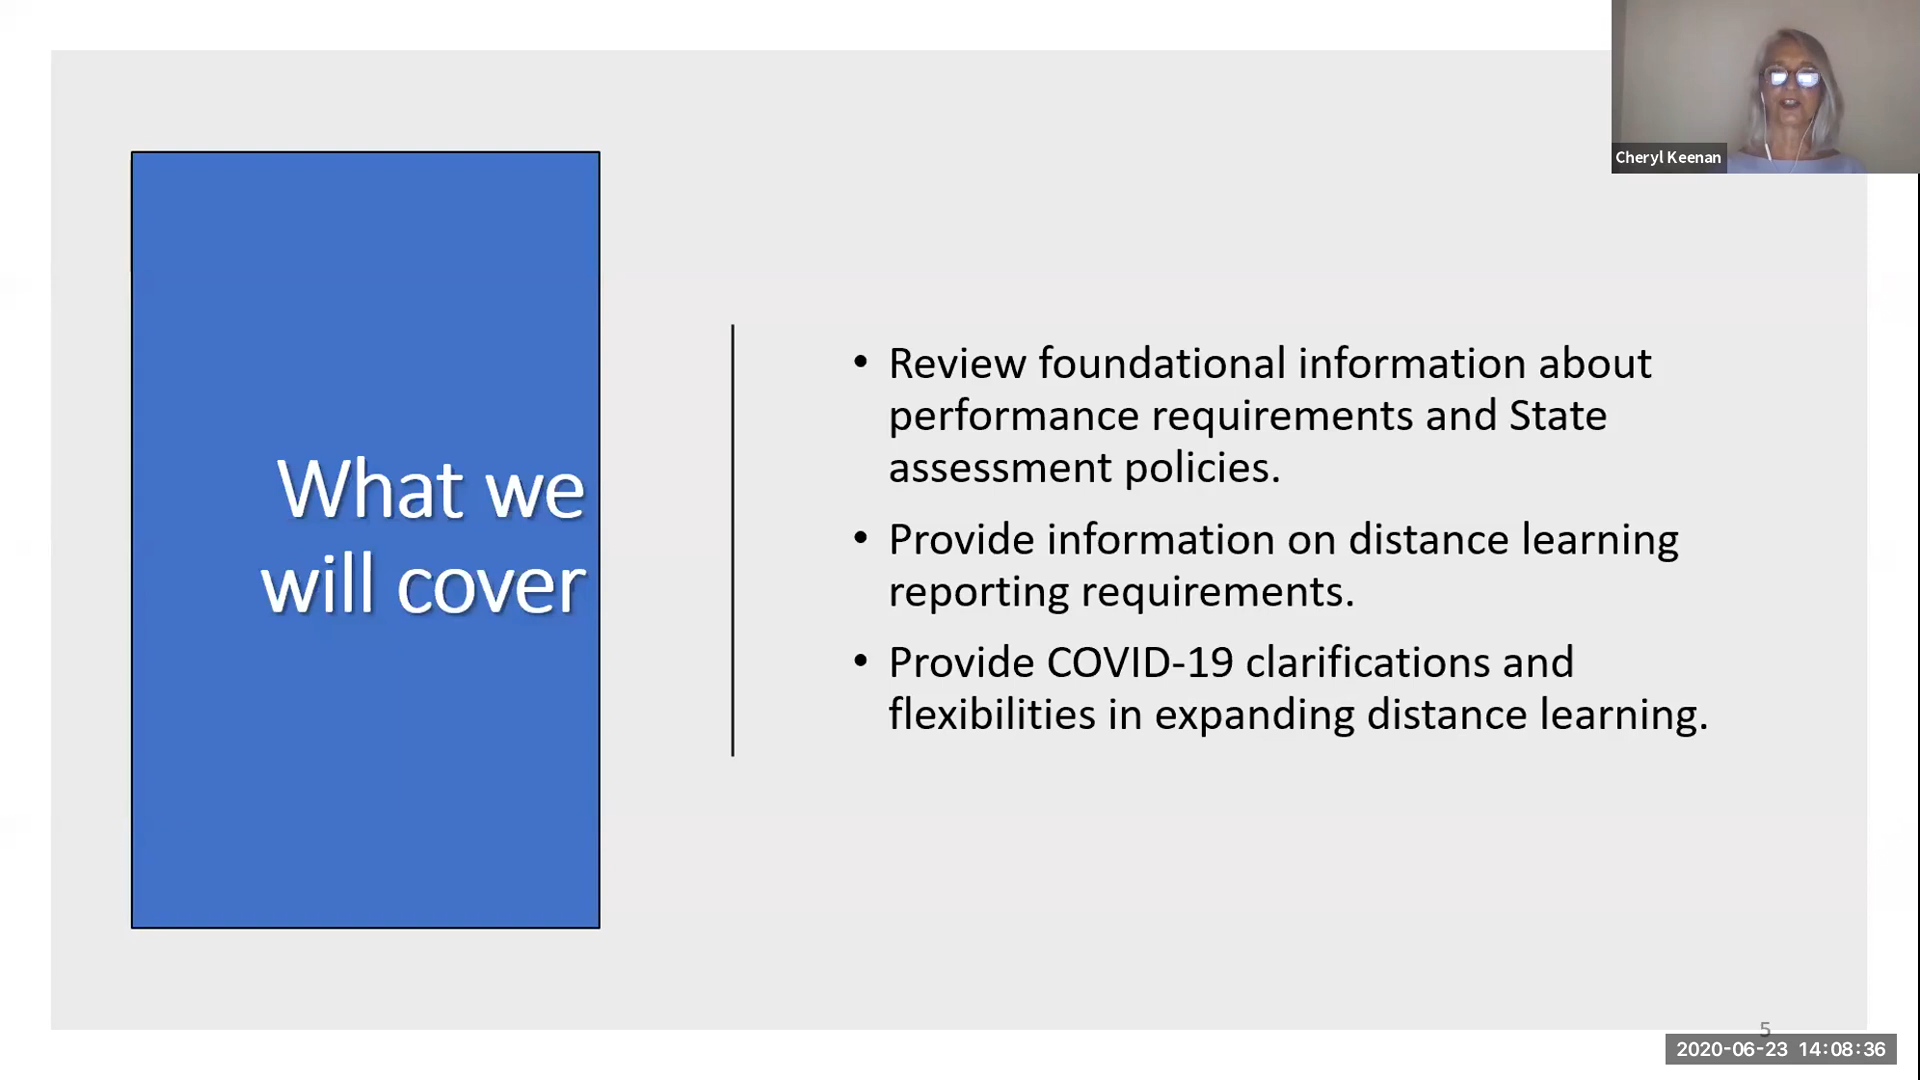 Cheryl Keenan
What we
will cover
• Review foundational information about
performance requirements and State
assessment policies.
• Provide information on distance learning
reporting requirements.
• Provide COVID-19 clarifications and
flexibilities in expanding distance learning.
5
2020-06-23 14:08:36